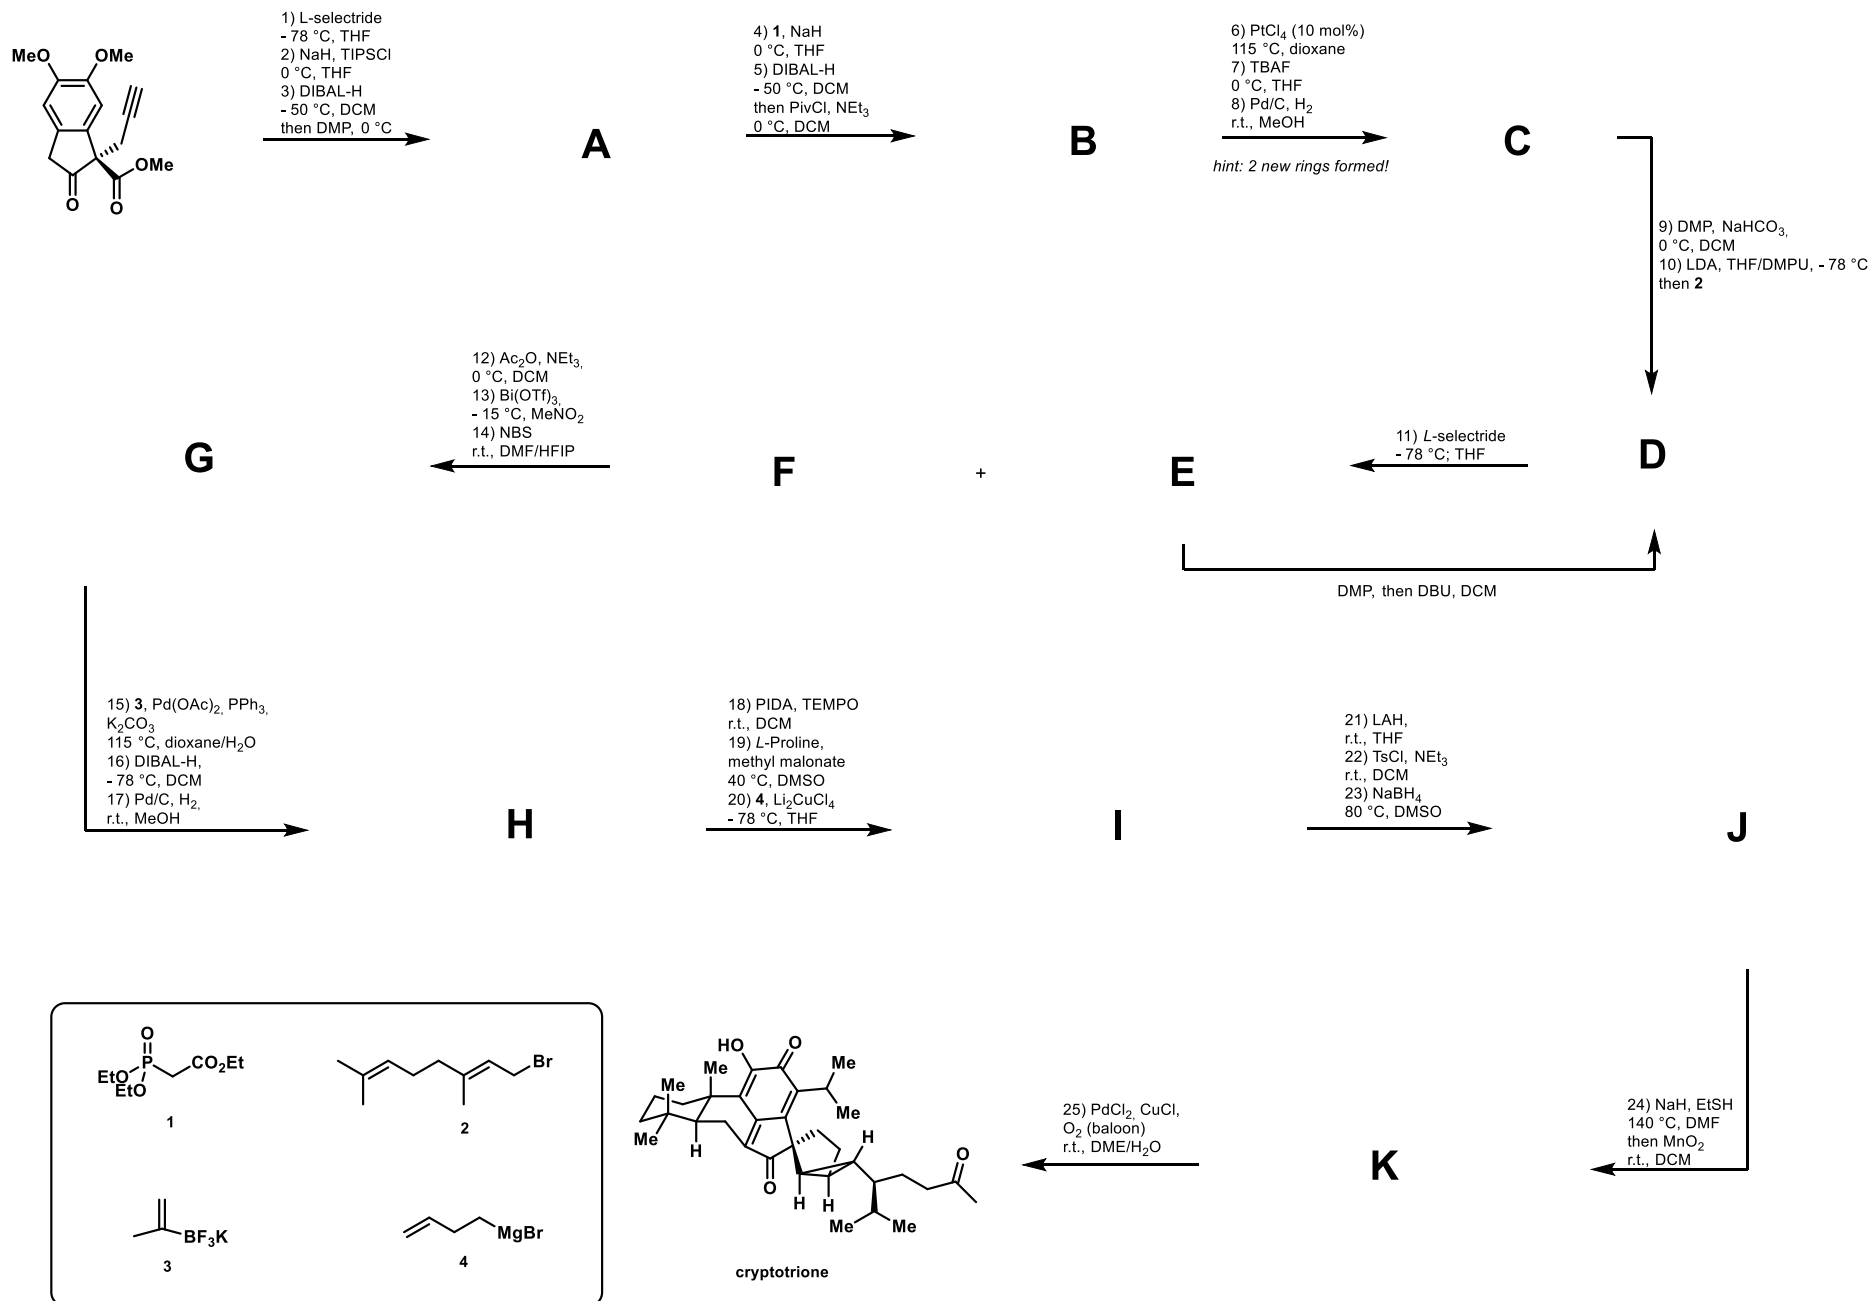 1) L-selectride
- 78 °C, THF
2) NaH, TIPSCl
0 °C, THF
3) DIBAL-H
- 50 °C, DCM
then DMP, 0 °C
4) 1, NaH
0 °C, THF
5) DIBAL-H
- 50 °C, DCM
then PivCl, NEt3
0 °C, DCM
6) PtCl4 (10 mol%)
115 °C, dioxane
7) TBAF
0 °C, THF
8) Pd/C, H2
r.t., MeOH
hint: 2 new rings formed!
MeO
OMe
OMe
O
O
A
B
C
9) DMP, NaHCO3,
0 °C, DCM
10) LDA, THF/DMPU, - 78 °C
then 2
12) Ac2O, NEt3,
0 °C, DCM
13) Bi(OTf)3,
- 15 °C, MeNO2
14) NBS
r.t., DMF/HFIP
11) L-selectride
- 78 °C; THF
G
F
+
E
D
DMP, then DBU, DCM
15) 3, Pd(OAc)2, PPh3,
K2CO3
115 °C, dioxane/H2O
16) DIBAL-H,
- 78 °C, DCM
17) Pd/C, H2,
r.t., MeOH
18) PIDA, TEMPO
r.t., DCM
19) L-Proline,
methyl malonate
40 °C, DMSO
20) 4, Li2CuCl4
- 78 °C, THF
21) LAH,
r.t., THF
22) TsCl, NEt3
r.t., DCM
23) NaBH4
80 °C, DMSO
H
I
J
O
EtO
P
CO2Et
EtO
1
Br
2
BF3K
3
MgBr
4
HO
O
Me
Me
Me
Me
Me
H
H
O
H
H
O
Me
Me
cryptotrione
25) PdCl2, CuCl,
O2 (baloon)
r.t., DME/H2O
K
24) NaH, EtSH
140 °C, DMF
then MnO2
r.t., DCM